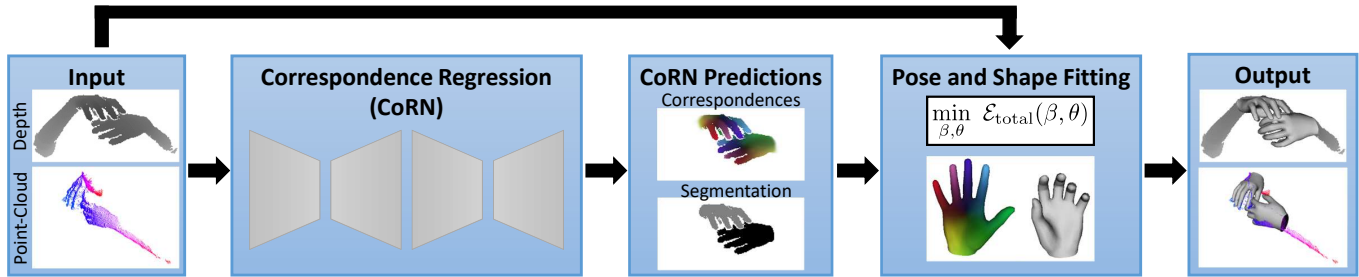 Input
Depth
Point-Cloud
Correspondence Regression
(CoRN)
CoRN Predictions
Correspondences
Segmentation
Pose and Shape Fitting
min ℰtotal(β, θ)
β,θ
Output